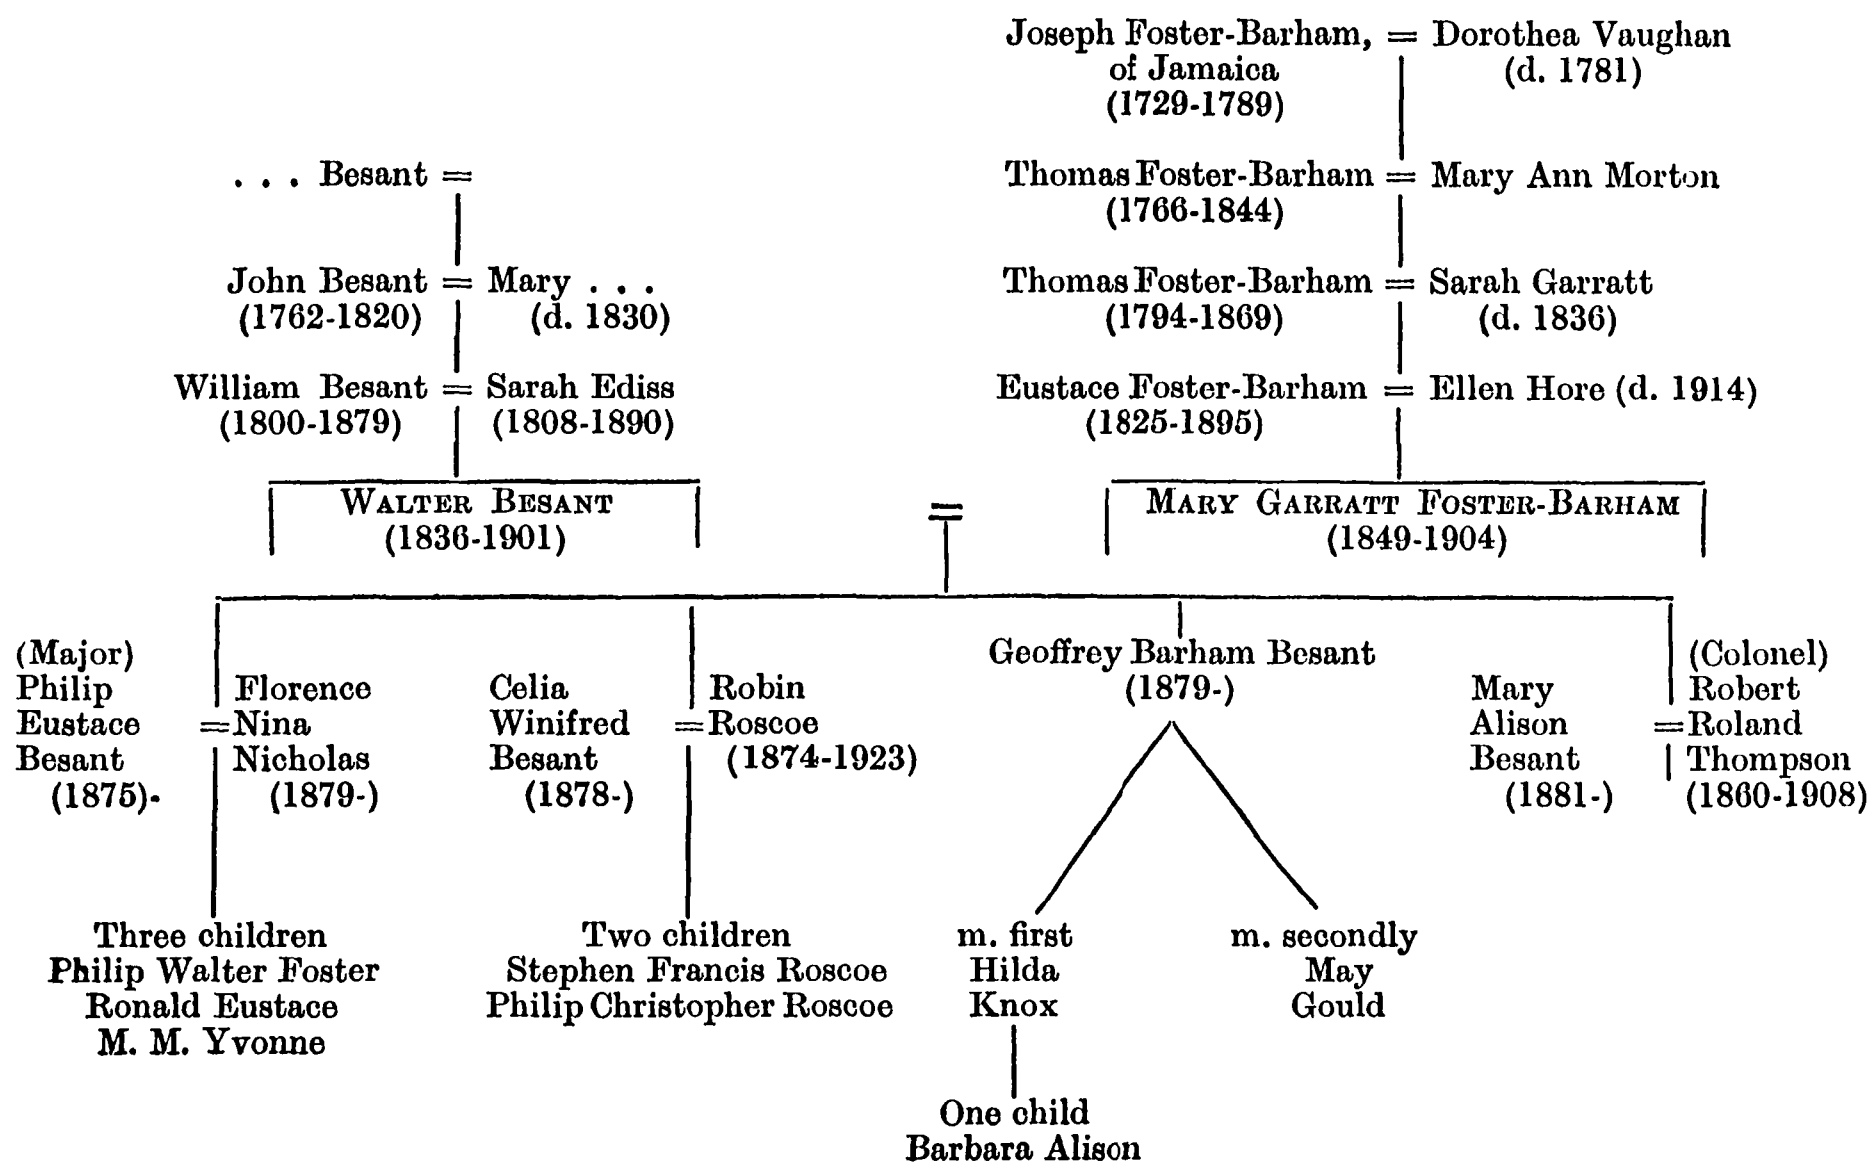 Joseph Foster-Barham, = Dorothea Vaughan
of Jamaica (d. 1781)
(1729-1789)
. . . Besant =
Thomas Foster-Barham = Mary Ann Morton
(1766-1844)
John Besant = Mary . . .
(1762-1820) (d. 1830)
Thomas Foster-Barham = Sarah Garratt
(1794-1869) (d. 1836)
William Besant = Sarah Ediss
(1800-1879) (1808-1890)
Eustace Foster-Barham = Ellen Hore (d. 1914)
(1825-1895)
WALTER BESANT
(1836-1901)
=
MARY GARRATT FOSTER-BARHAM
(1849-1904)
(Major)
Philip
Eustace
Besant
(1875)-
=
Florence
Nina
Nicholas
(1879-)
Celia
Winifred
Besant
(1878-)
=
Robin
Roscoe
(1874-1923)
Geoffrey Barham Besant
(1879-)
Mary
Alison
Besant
(1881-)
=
(Colonel)
Robert
Roland
Thompson
(1860-1908)
Three children
Philip Walter Foster
Ronald Eustace
M. M. Yvonne
Two children
Stephen Francis Roscoe
Philip Christopher Roscoe
m. first
Hilda
Knox
m. secondly
May
Gould
One child
Barbara Alison